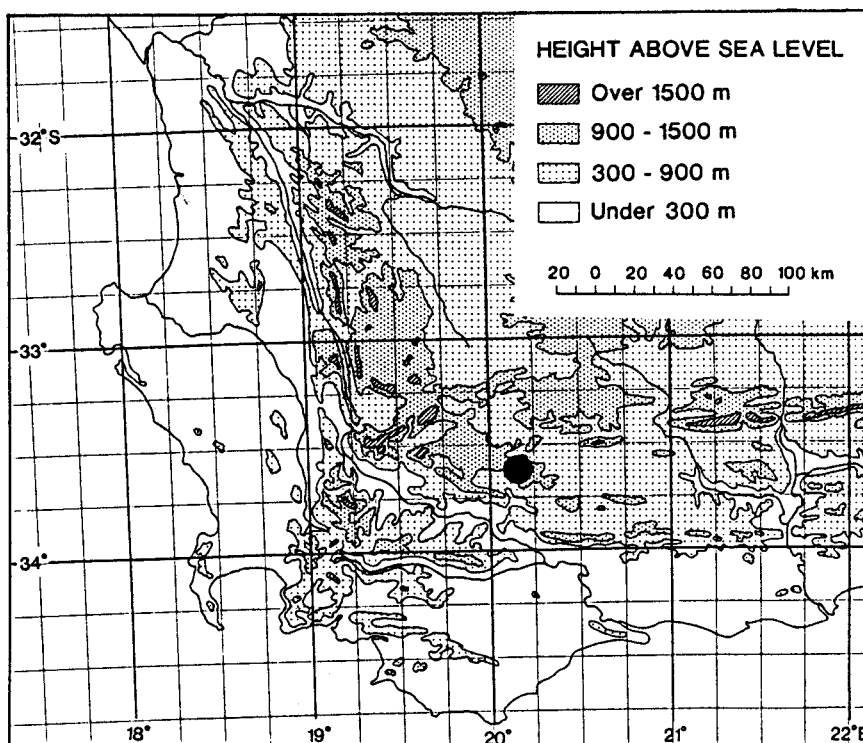 HEIGHT ABOVE SEA LEVEL
Over 1500 m
900 - 1500 m
300 - 900 m
Under 300 m
20 0 20 40 60 80 100 km
32°S
33°
34°
18° 19° 20° 21° 22°E